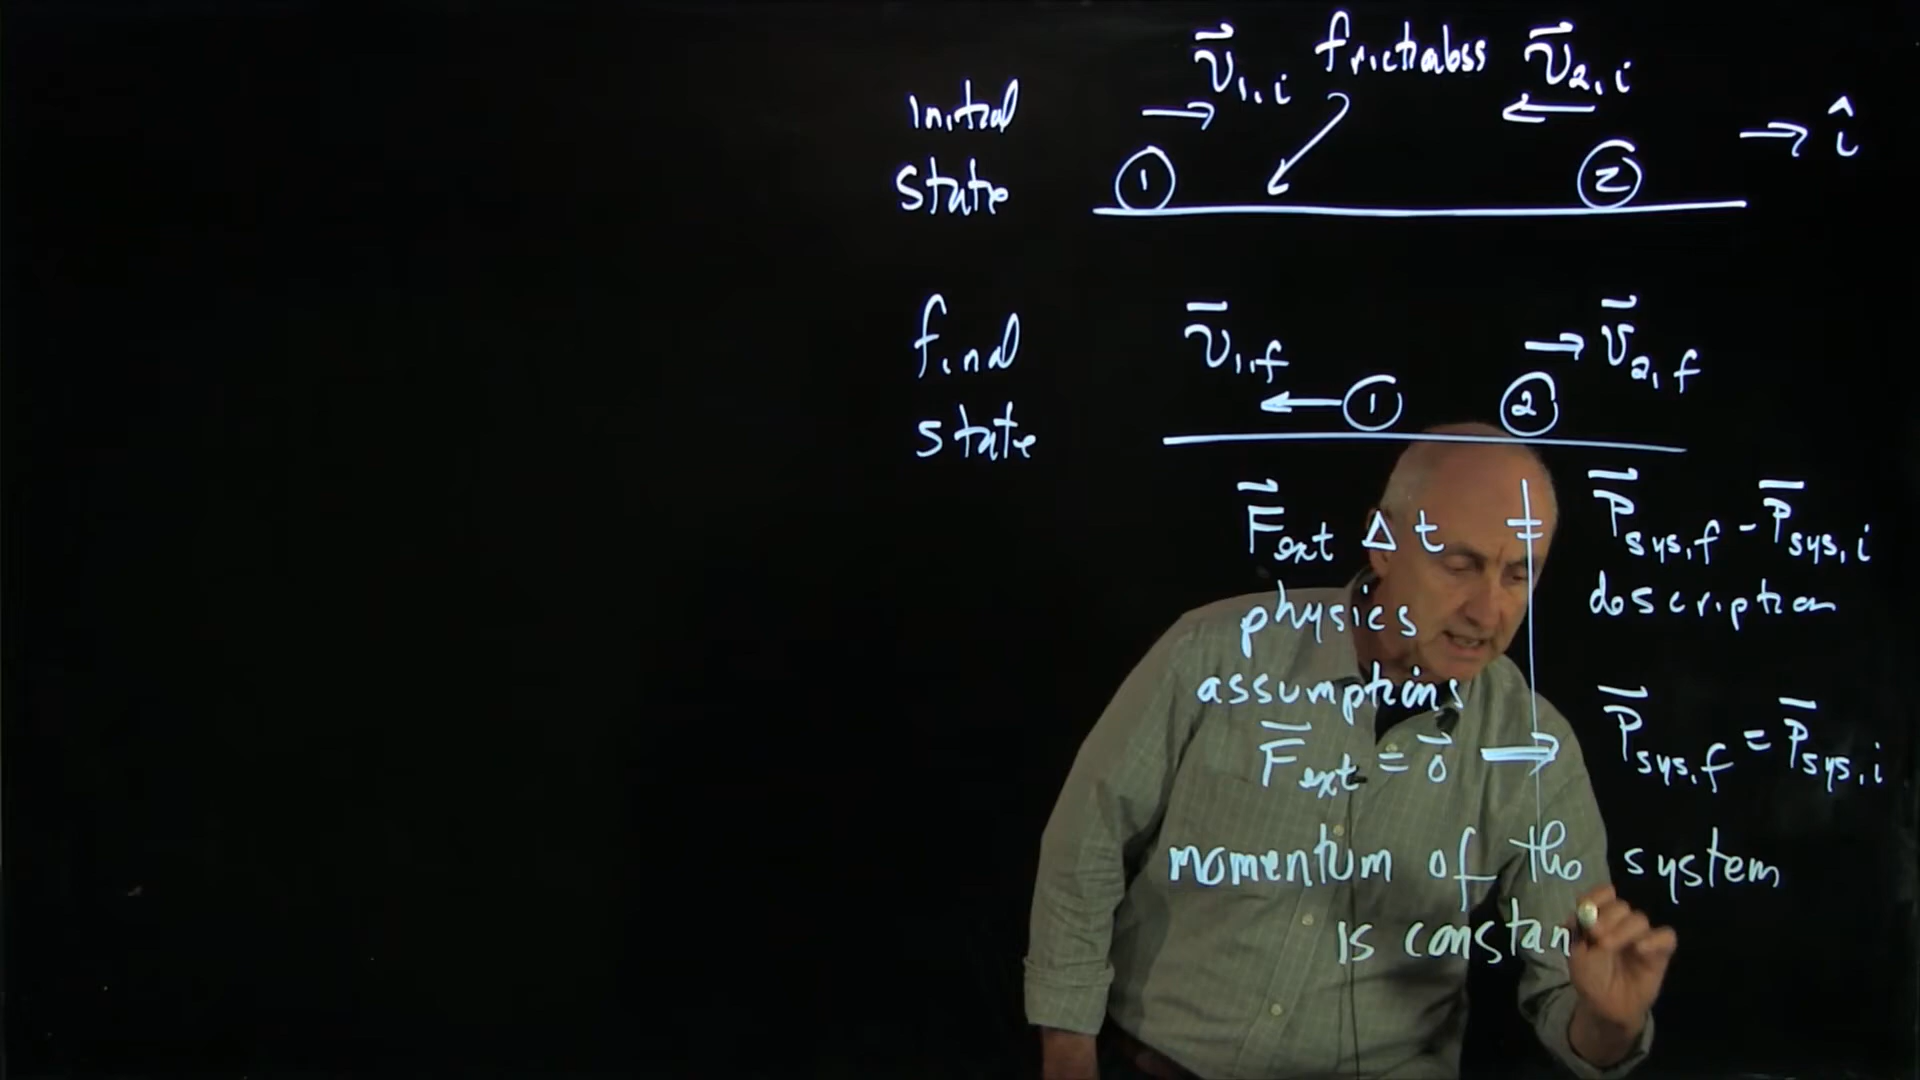 v⃗1,i frictionless v⃗2,i
initial
state
→ î
1 2
final
state
v⃗1,f v⃗2,f
1 2
F⃗ext Δt = P⃗sys,f - P⃗sys,i
physics description
assumptions
F⃗ext = 0⃗ → P⃗sys,f = P⃗sys,i
momentum of the system
is constan